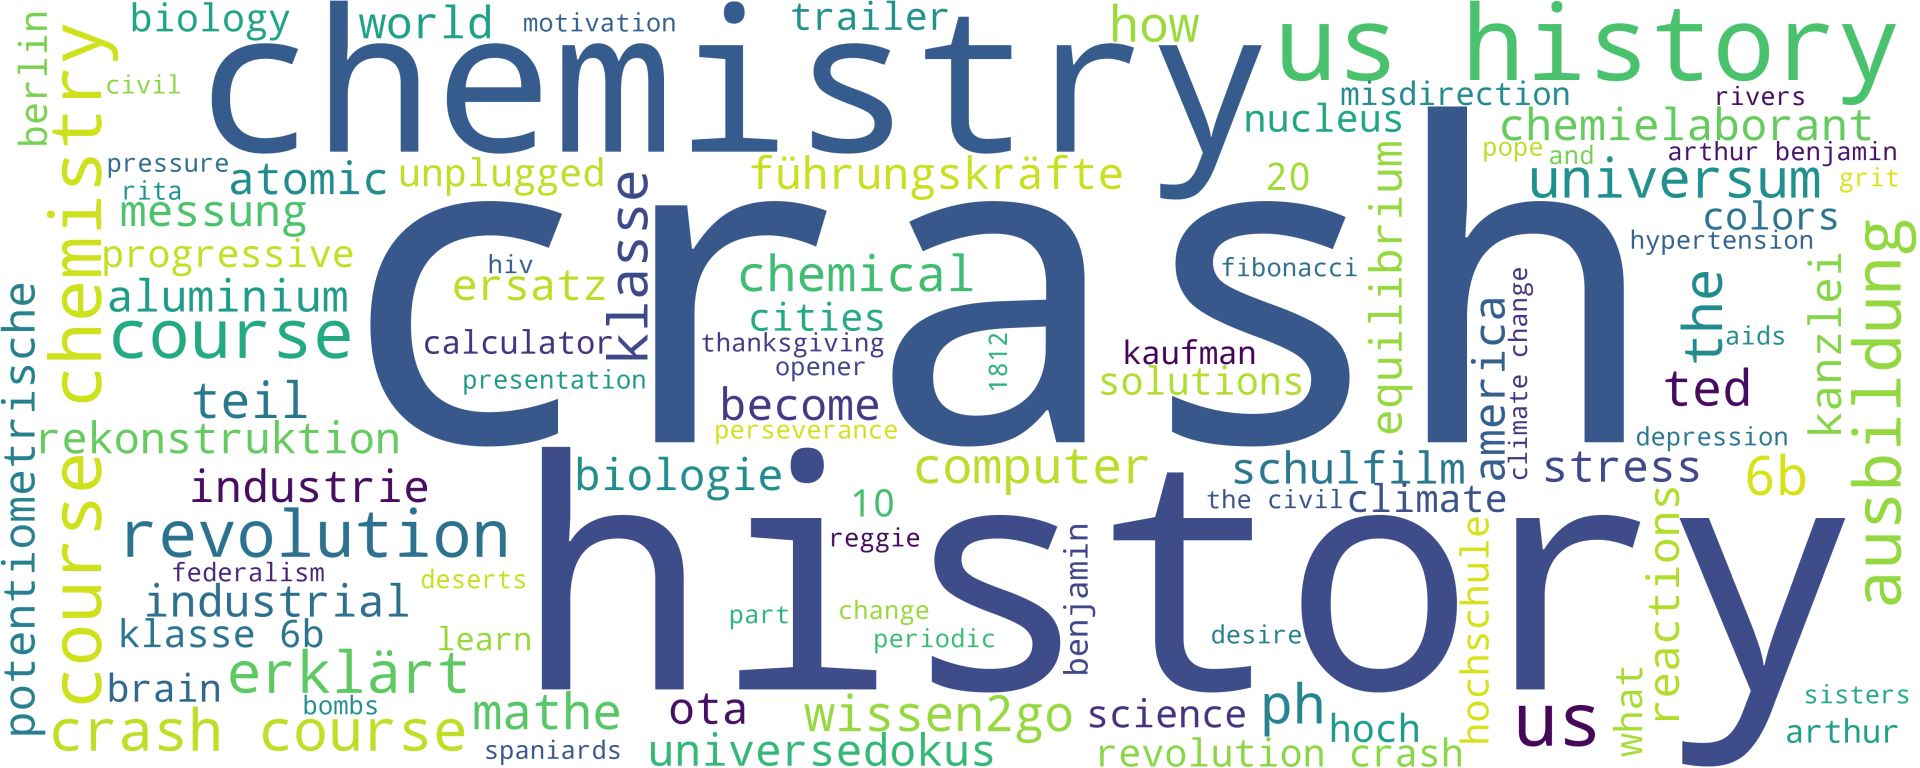 biology
world
motivation
trailer
how
us history
berlin
civil
chemistry
course chemistry
misdirection
rivers
nucleus
chemielaborant
pressure
rita
atomic
unplugged
führungskräfte
20
pope
and
arthur benjamin
universum
grit
messung
klasse
crash
equilibrium
colors
hypertension
progressive
hiv
ersatz
chemical
fibonacci
aluminium
cities
course
calculator
thanksgiving
opener
1812
kaufman
presentation
solutions
america
climate change
the
aids
kanzlei
ausbildung
potentiometrische
teil
become
perseverance
ted
rekonstruktion
depression
industrie
biologie
computer
schulfilm
stress
6b
history
10
the civil
climate
revolution
reggie
benjamin
hochschule
reactions
federalism
deserts
industrial
part
change
klasse 6b
learn
periodic
desire
erklärt
brain
bombs
mathe
ota
wissen2go
science
ph
hoch
us
what
sisters
arthur
crash course
spaniards
universedokus
revolution crash